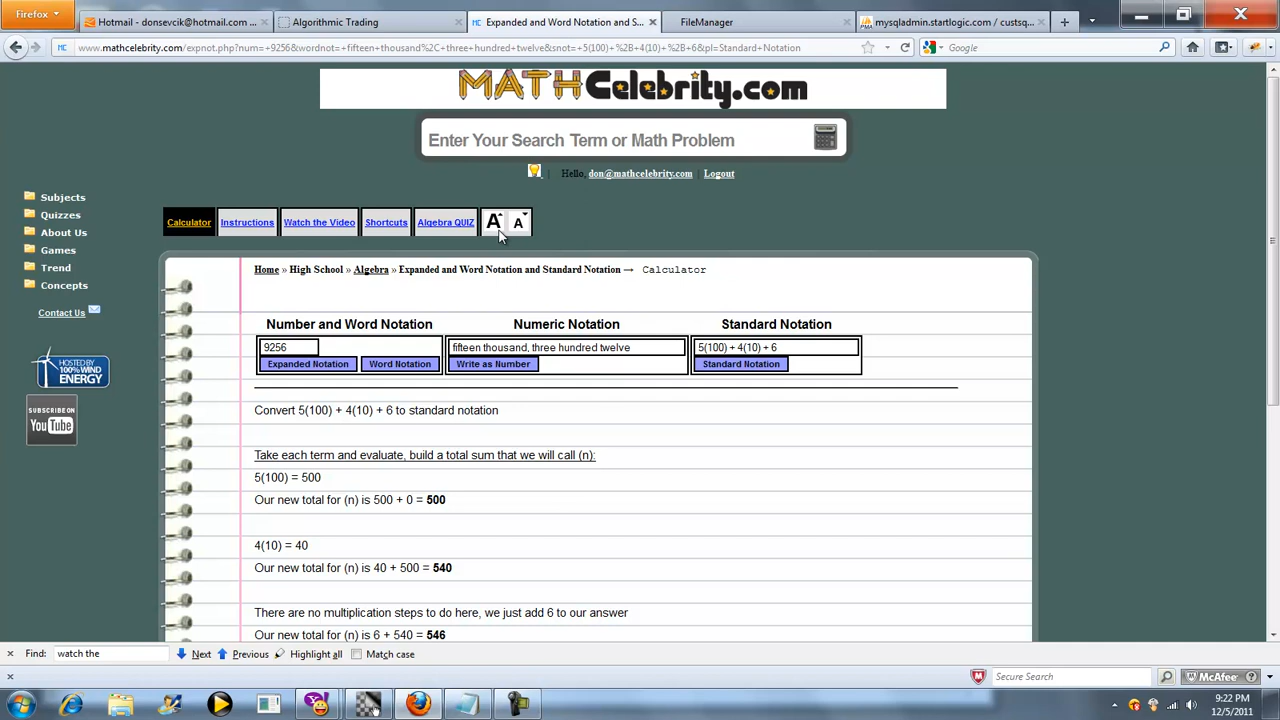 Firefox
Hotmail - donsevcik@hotmail.com ...
Algorithmic Trading
Expanded and Word Notation and S...
FileManager
mysqladmin.startlogic.com / custsq...
www.mathcelebrity.com/expnot.php?num=+9256&wordnot=+fifteen+thousand%2C+three+hundred+twelve&snot=+5(100)+%2B+4(10)+%2B+6&pl=Standard+Notation
Google
MATHCelebrity.com
Enter Your Search Term or Math Problem
Hello, don@mathcelebrity.com | Logout
Subjects
Quizzes
About Us
Games
Trend
Concepts
Contact Us
HOSTED BY
100% WIND
ENERGY
SUBSCRIBE ON
YouTube
Calculator
Instructions
Watch the Video
Shortcuts
Algebra QUIZ
A
A
Home » High School » Algebra » Expanded and Word Notation and Standard Notation → Calculator
Number and Word Notation
Numeric Notation
Standard Notation
9256
fifteen thousand, three hundred twelve
5(100) + 4(10) + 6
Expanded Notation
Word Notation
Write as Number
Standard Notation
Convert 5(100) + 4(10) + 6 to standard notation
Take each term and evaluate, build a total sum that we will call (n):
5(100) = 500
Our new total for (n) is 500 + 0 = 500
4(10) = 40
Our new total for (n) is 40 + 500 = 540
There are no multiplication steps to do here, we just add 6 to our answer
Our new total for (n) is 6 + 540 = 546
Find:
watch the
Next
Previous
Highlight all
Match case
Secure Search
McAfee
9:22 PM
12/5/2011